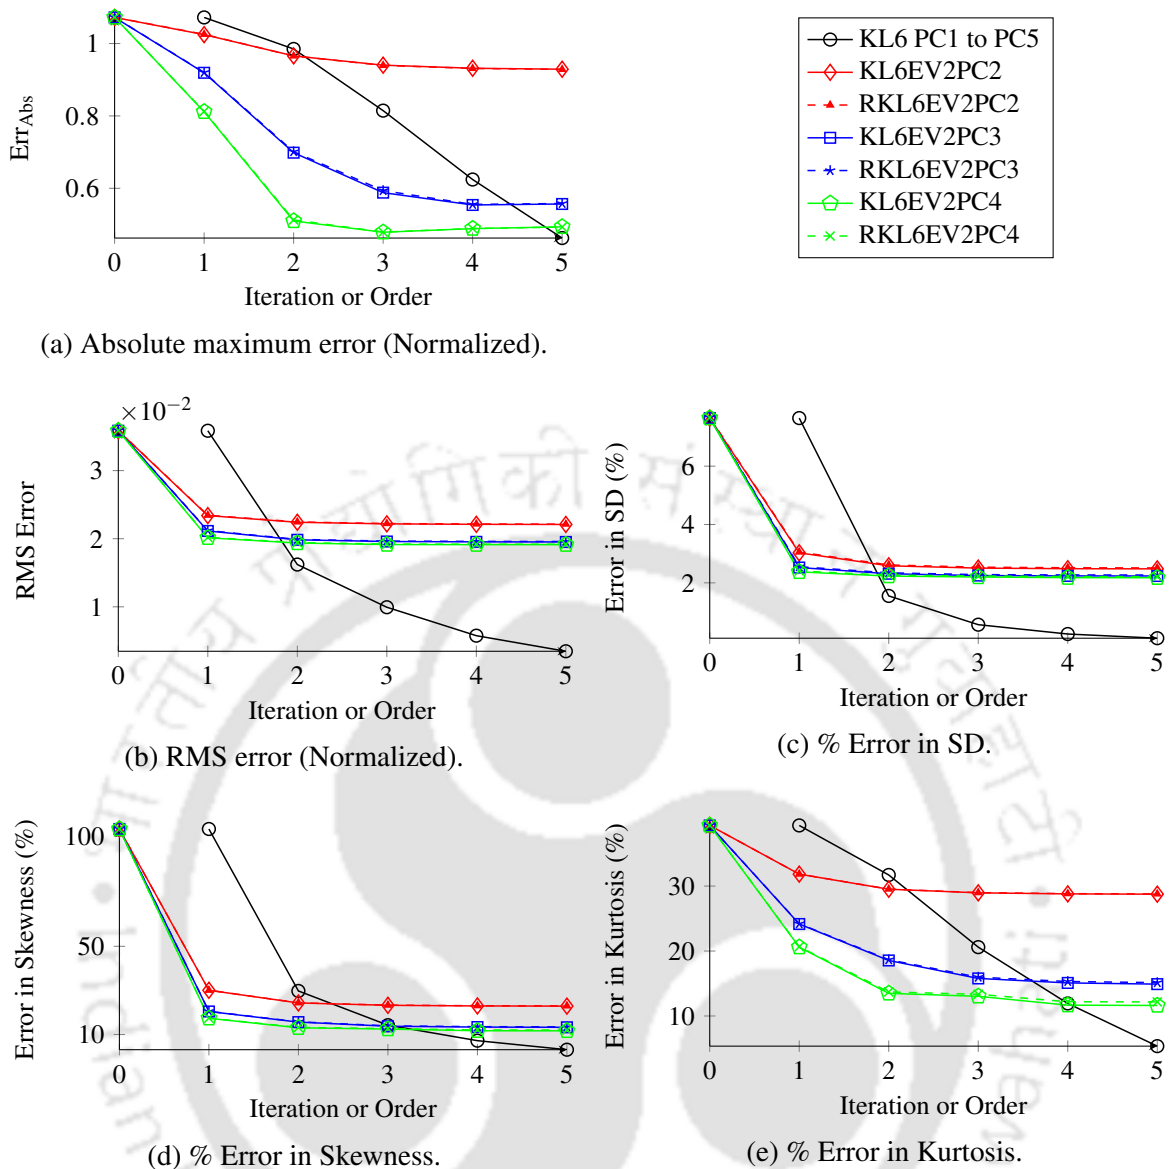 1
0.6
Err_Abs
0 1 2 3 4 5
Iteration or Order
(a) Absolute maximum error (Normalized).
KL6 PC1 to PC5
KL6EV2PC2
RKL6EV2PC2
KL6EV2PC3
RKL6EV2PC3
KL6EV2PC4
RKL6EV2PC4
×10⁻²
3
2
1
RMS Error
0 1 2 3 4 5
Iteration or Order
(b) RMS error (Normalized).
6
4
2
Error in SD (%)
0 1 2 3 4 5
Iteration or Order
(c) % Error in SD.
100
50
10
Error in Skewness (%)
0 1 2 3 4 5
Iteration or Order
(d) % Error in Skewness.
30
20
10
Error in Kurtosis (%)
0 1 2 3 4 5
Iteration or Order
(e) % Error in Kurtosis.